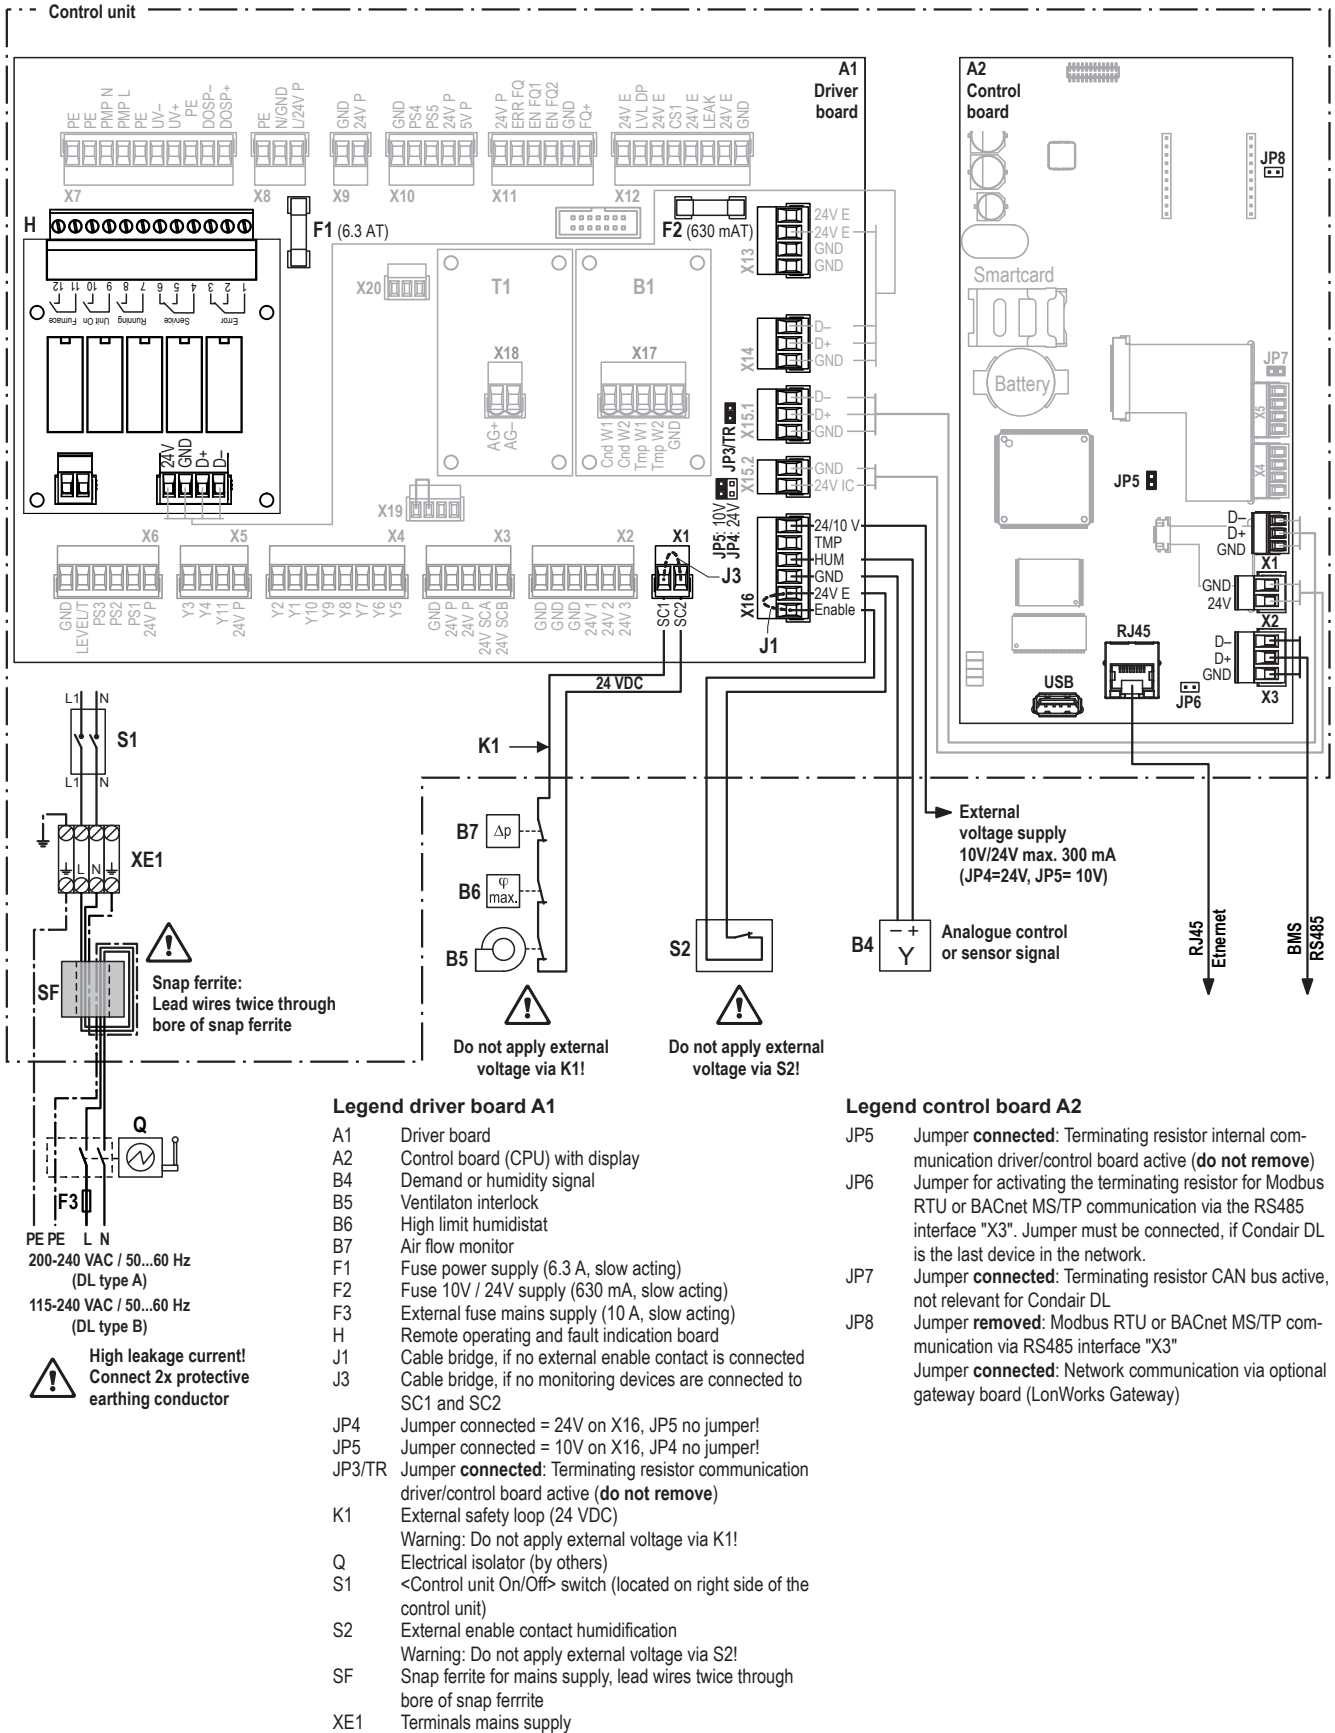 Control unit
A1
Driver
board
A2
Control
board
PE
PE
PMP N
PMP L
PE
UV–
UV+
PE
DOSP–
DOSP+
X7
PE
N/GND
L/24V P
X8
GND
24V P
X9
GND
PS4
PS5
24V P
5V P
X10
24V P
ERR FQ
EN FQ1
EN FQ2
GND
FQ+
X11
24V E
LVL DP
24V E
CS1
24V E
LEAK
24V E
GND
X12
H
F1 (6.3 AT)
F2 (630 mAT)
12 11 10 9 8 7 6 5 4 3 2 1
Furnace
Unit On
Running
Service
Error
24V
GND
D+
D–
X20
T1
X18
AG+
AG–
B1
X17
Cnd W1
Cnd W2
Tmp W1
Tmp W2
GND
X19
X13
24V E
24V E
GND
GND
X14
D–
D+
GND
X15.1
D–
D+
GND
JP3/TR
X15.2
GND
24V IC
JP5: 10V
JP4: 24V
X16
24/10 V
TMP
HUM
GND
24V E
Enable
J1
X6
GND
LEVEL/T
PS3
PS2
PS1
24V P
X5
Y3
Y4
Y11
24V P
X4
Y2
Y1
Y10
Y9
Y8
Y7
Y6
Y5
X3
GND
24V P
24V P
24V SCA
24V SCB
X2
GND
GND
GND
24V 1
24V 2
24V 3
X1
J3
SC1
SC2
24 VDC
JP8
Smartcard
Battery
JP7
X5
X4
JP5
D–
D+
GND
X1
GND
24V
X2
D–
D+
GND
X3
RJ45
USB
JP6
L1 N
S1
L1 N
XE1
L N
SF
Snap ferrite:
Lead wires twice through
bore of snap ferrite
K1
B7 Δp
B6 φ
max.
B5
Do not apply external
voltage via K1!
S2
Do not apply external
voltage via S2!
B4
– +
Y
Analogue control
or sensor signal
External
voltage supply
10V/24V max. 300 mA
(JP4=24V, JP5= 10V)
RJ45
Etnernet
BMS
RS485
Q
F3
PE PE L N
200-240 VAC / 50...60 Hz
(DL type A)
115-240 VAC / 50...60 Hz
(DL type B)
High leakage current!
Connect 2x protective
earthing conductor
Legend driver board A1
A1 Driver board
A2 Control board (CPU) with display
B4 Demand or humidity signal
B5 Ventilaton interlock
B6 High limit humidistat
B7 Air flow monitor
F1 Fuse power supply (6.3 A, slow acting)
F2 Fuse 10V / 24V supply (630 mA, slow acting)
F3 External fuse mains supply (10 A, slow acting)
H Remote operating and fault indication board
J1 Cable bridge, if no external enable contact is connected
J3 Cable bridge, if no monitoring devices are connected to
SC1 and SC2
JP4 Jumper connected = 24V on X16, JP5 no jumper!
JP5 Jumper connected = 10V on X16, JP4 no jumper!
JP3/TR Jumper connected: Terminating resistor communication
driver/control board active (do not remove)
K1 External safety loop (24 VDC)
Warning: Do not apply external voltage via K1!
Q Electrical isolator (by others)
S1 <Control unit On/Off> switch (located on right side of the
control unit)
S2 External enable contact humidification
Warning: Do not apply external voltage via S2!
SF Snap ferrite for mains supply, lead wires twice through
bore of snap ferrrite
XE1 Terminals mains supply
Legend control board A2
JP5 Jumper connected: Terminating resistor internal com-
munication driver/control board active (do not remove)
JP6 Jumper for activating the terminating resistor for Modbus
RTU or BACnet MS/TP communication via the RS485
interface "X3". Jumper must be connected, if Condair DL
is the last device in the network.
JP7 Jumper connected: Terminating resistor CAN bus active,
not relevant for Condair DL
JP8 Jumper removed: Modbus RTU or BACnet MS/TP com-
munication via RS485 interface "X3"
Jumper connected: Network communication via optional
gateway board (LonWorks Gateway)